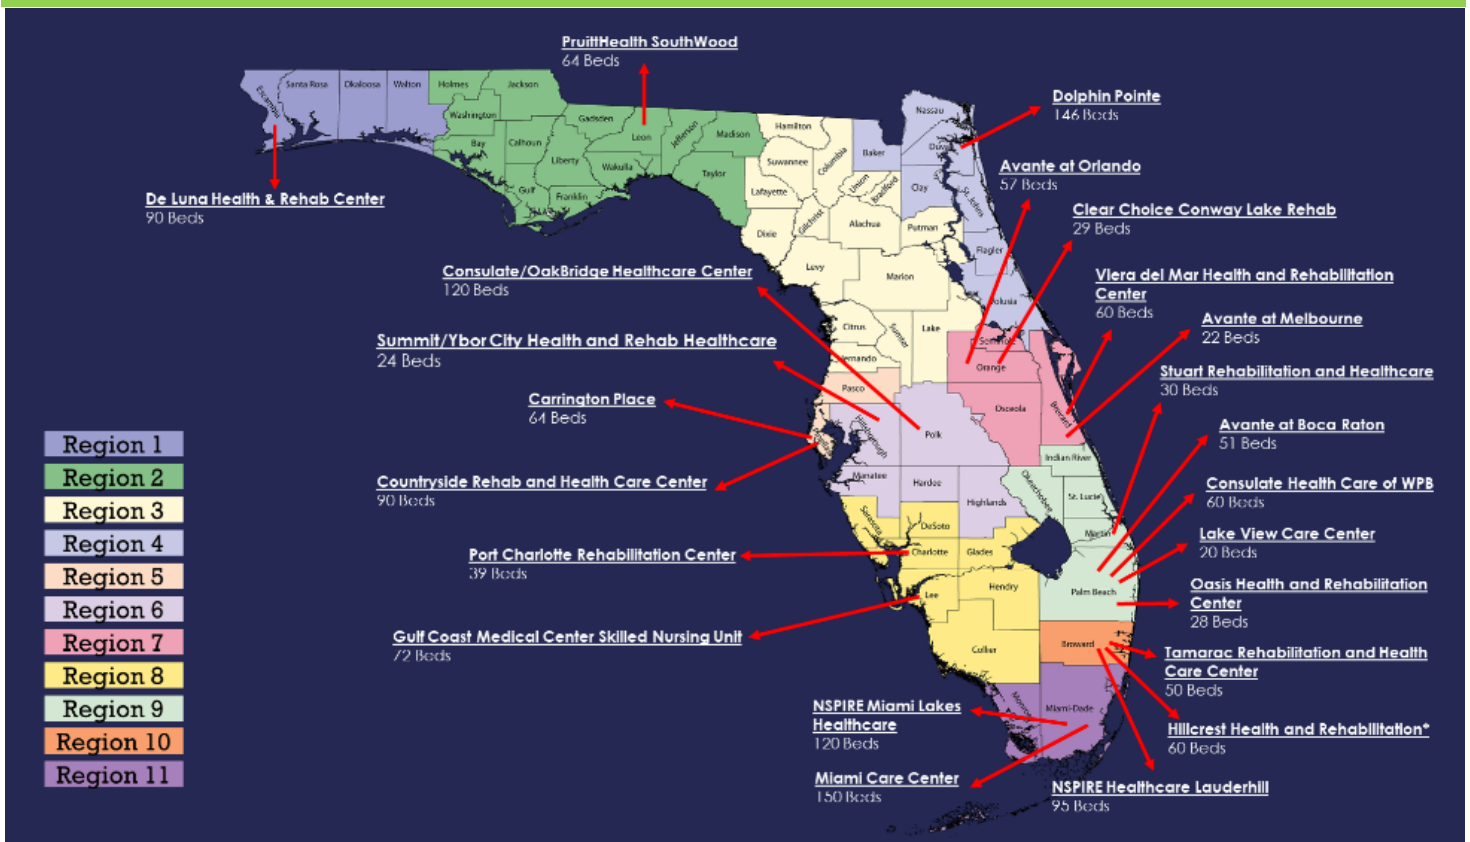 PruittHealth SouthWood
64 Beds
Dolphin Pointe
146 Beds
Avante at Orlando
57 Beds
De Luna Health & Rehab Center
90 Beds
Clear Choice Conway Lake Rehab
29 Beds
Consulate/OakBridge Healthcare Center
120 Beds
Viera del Mar Health and Rehabilitation
Center
60 Beds
Summit/Ybor City Health and Rehab Healthcare
24 Beds
Avante at Melbourne
22 Beds
Stuart Rehabilitation and Healthcare
30 Beds
Carrington Place
64 Beds
Avante at Boca Raton
51 Beds
Countryside Rehab and Health Care Center
90 Beds
Consulate Health Care of WPB
60 Beds
Lake View Care Center
20 Beds
Port Charlotte Rehabilitation Center
39 Beds
Oasis Health and Rehabilitation
Center
28 Beds
Gulf Coast Medical Center Skilled Nursing Unit
72 Beds
Tamarac Rehabilitation and Health
Care Center
50 Beds
NSPIRE Miami Lakes
Healthcare
120 Beds
Hillcrest Health and Rehabilitation*
60 Beds
Miami Care Center
150 Beds
NSPIRE Healthcare Lauderhill
95 Beds
Region 1
Region 2
Region 3
Region 4
Region 5
Region 6
Region 7
Region 8
Region 9
Region 10
Region 11
Escambia
Santa Rosa
Okaloosa
Walton
Holmes
Jackson
Washington
Bay
Calhoun
Gulf
Liberty
Gadsden
Franklin
Leon
Wakulla
Jefferson
Madison
Taylor
Hamilton
Suwannee
Lafayette
Dixie
Columbia
Gilchrist
Levy
Baker
Union
Bradford
Alachua
Nassau
Clay
St. Johns
Putman
Flagler
Marion
Citrus
Sumter
Lake
Orange
Osceola
Brevard
Pasco
Hillsborough
Polk
Manatee
Hardee
Highlands
Indian River
Okeechobee
St. Lucie
Martin
Sarasota
DeSoto
Charlotte
Glades
Lee
Hendry
Palm Beach
Collier
Broward
Monroe
Miami-Dade